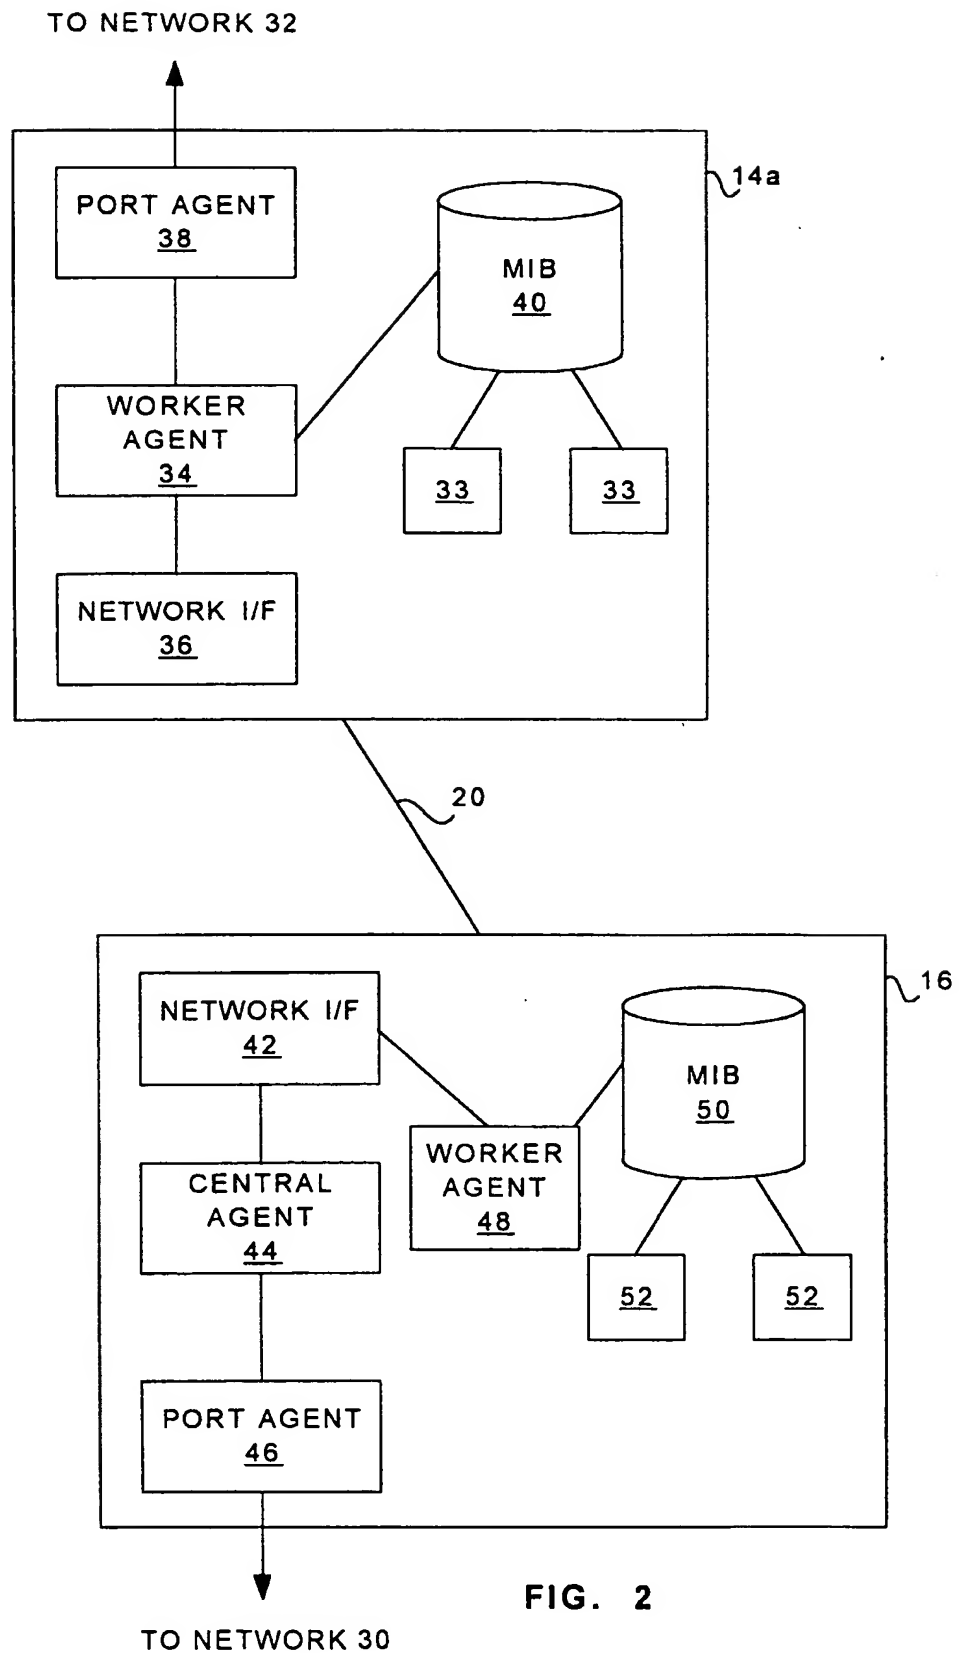 TO NETWORK 32
14a
PORT AGENT
38
MIB
40
WORKER
AGENT
34
33
33
NETWORK I/F
36
20
16
NETWORK I/F
42
MIB
50
WORKER
AGENT
48
CENTRAL
AGENT
44
52
52
PORT AGENT
46
FIG. 2
TO NETWORK 30